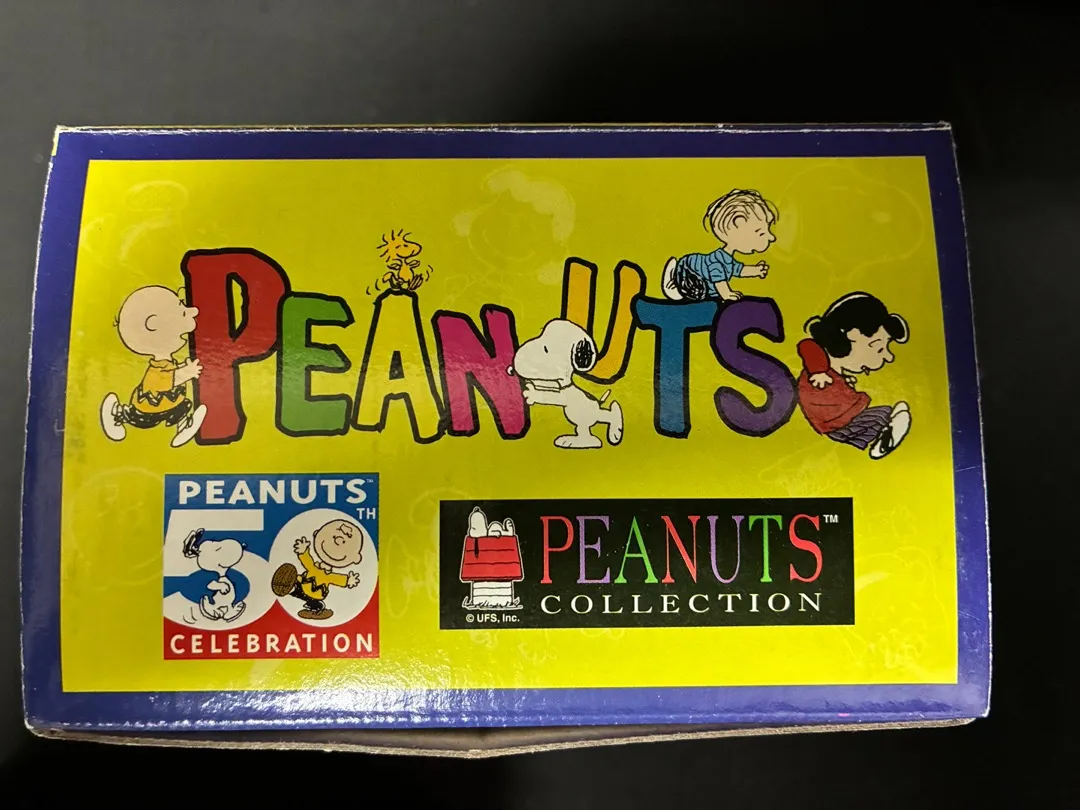 PEANUTS
PEANUTS™
50TH
CELEBRATION
PEANUTS™
COLLECTION
© UFS, Inc.